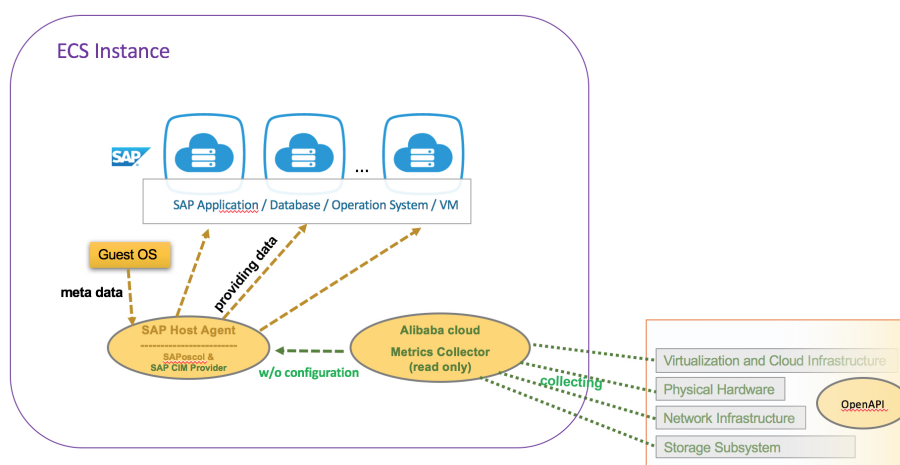 ECS Instance
SAP
...
SAP Application / Database / Operation System / VM
Guest OS
meta data
providing data
SAP Host Agent
------------------------
SAPoscol &
SAP CIM Provider
w/o configuration
Alibaba cloud
Metrics Collector
(read only)
collecting
Virtualization and Cloud Infrastructure
Physical Hardware
Network Infrastructure
Storage Subsystem
OpenAPI